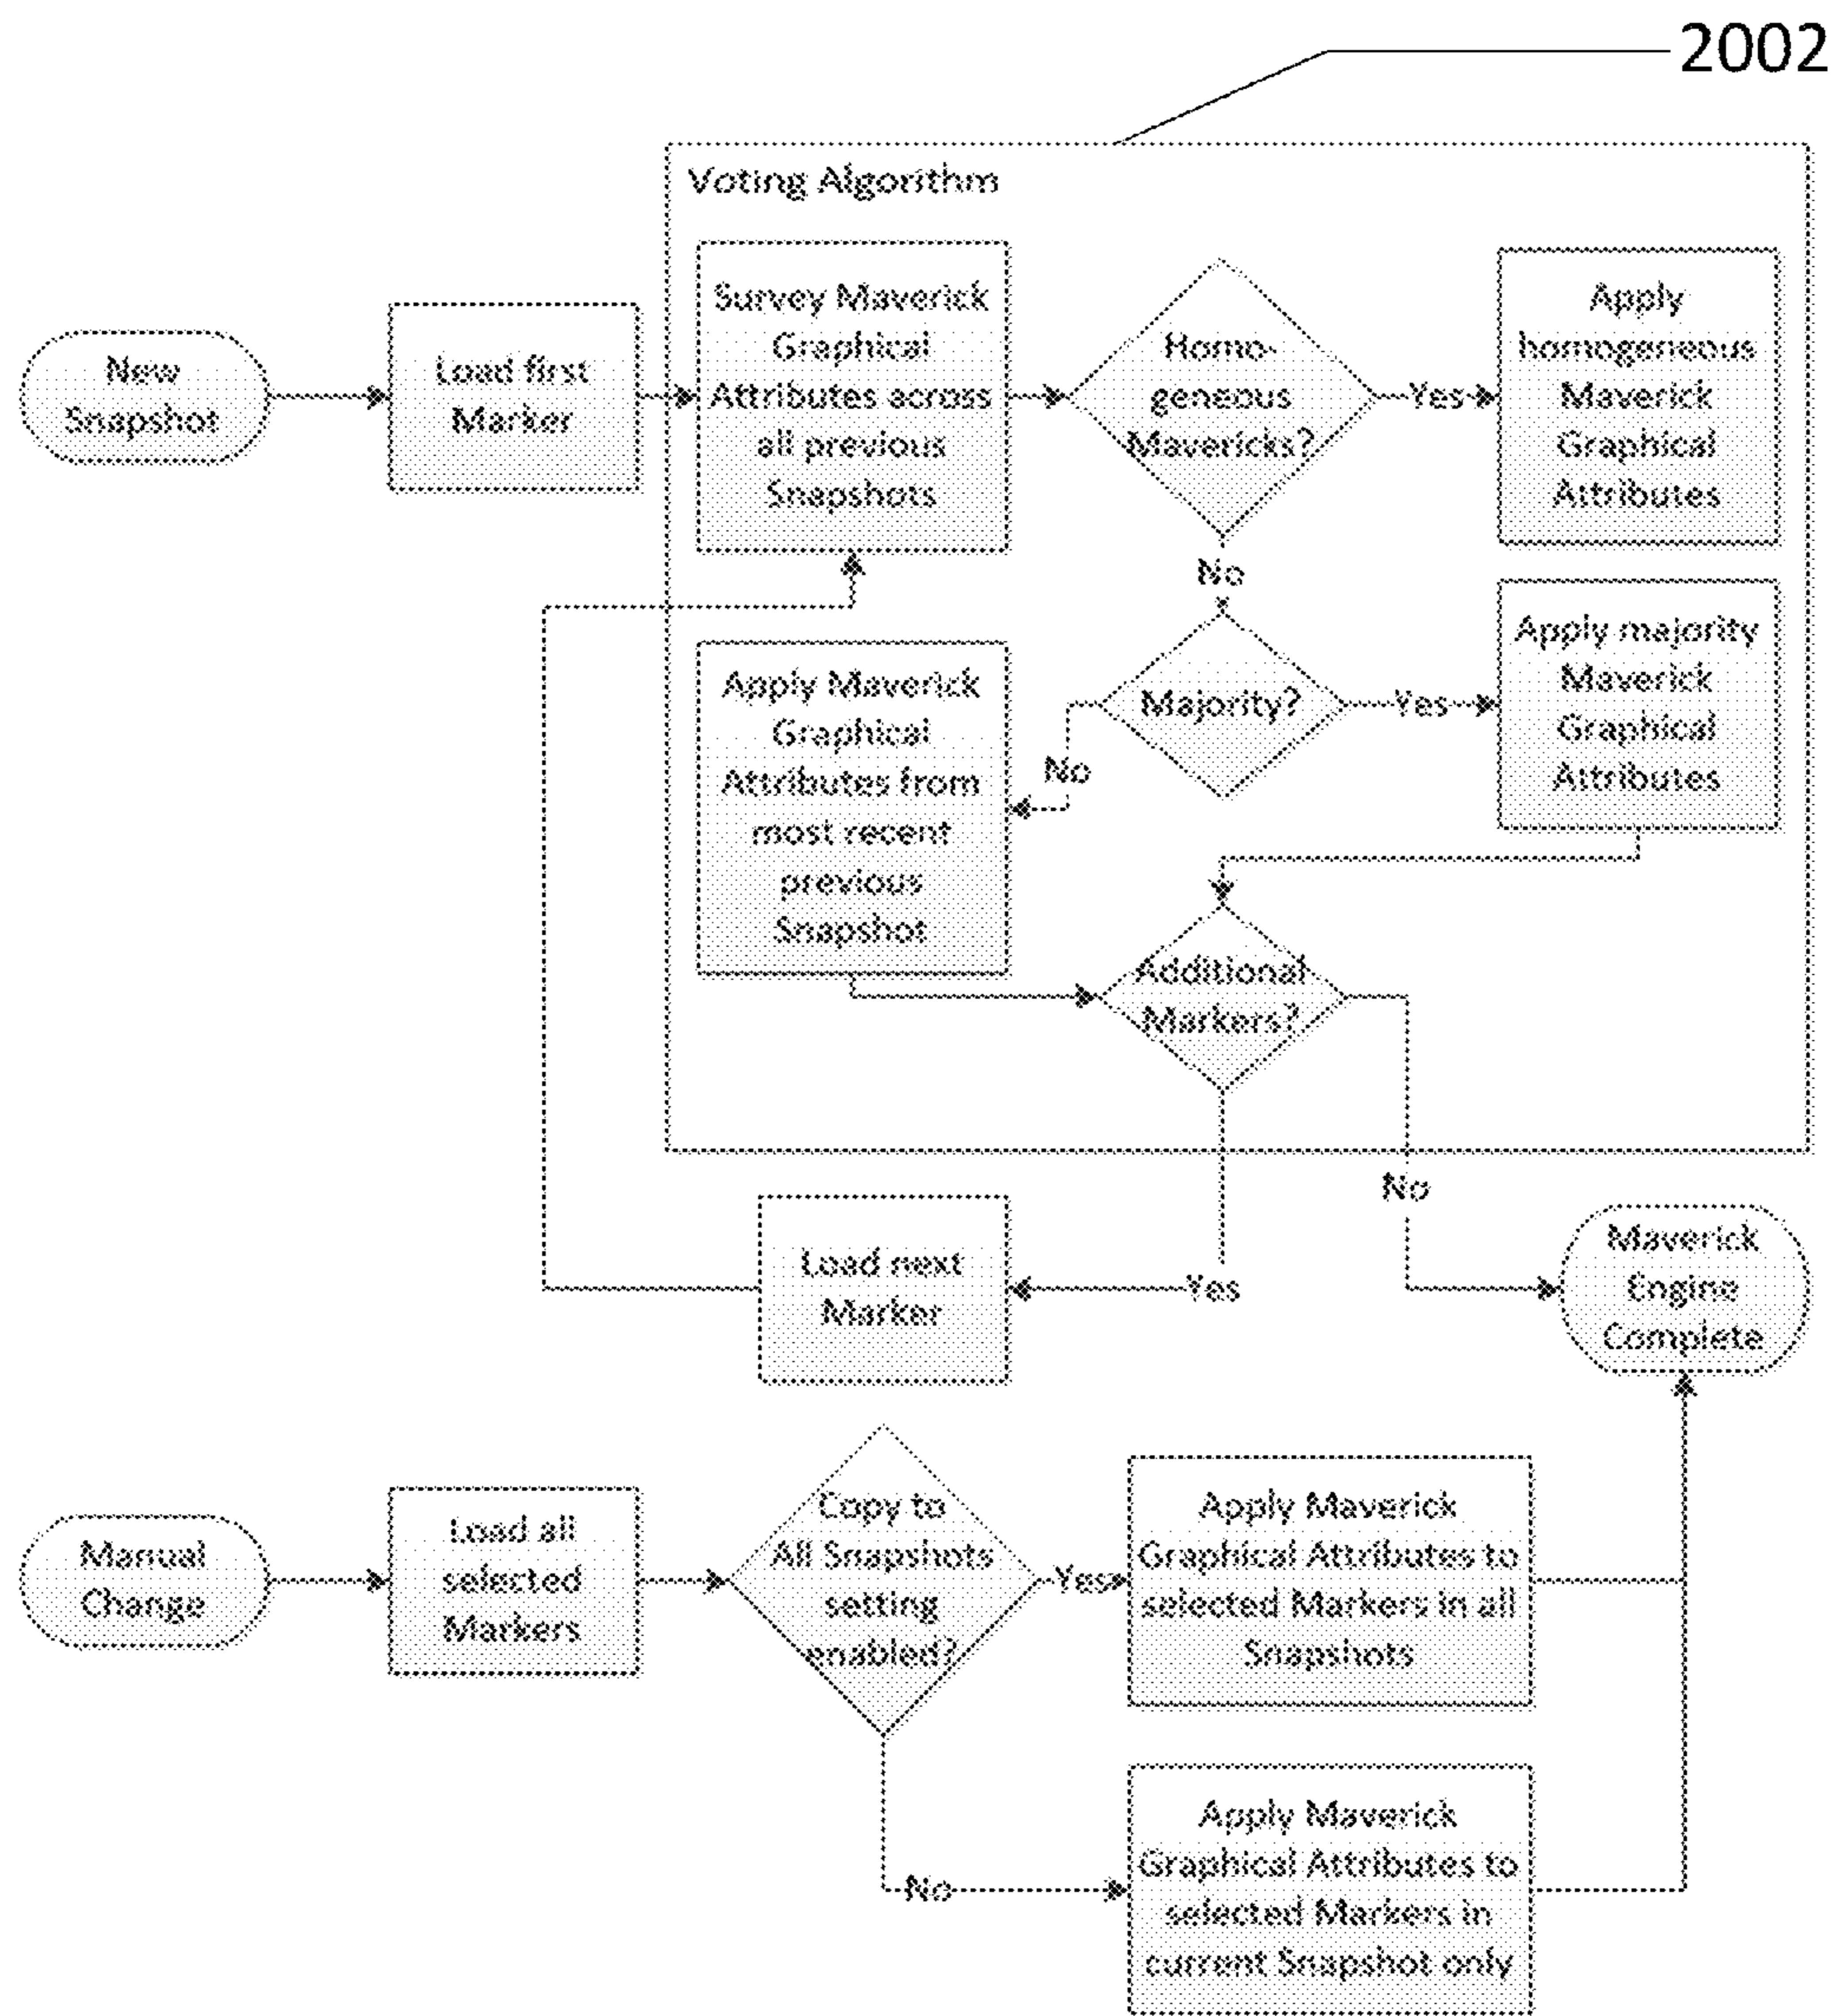 2002
Voting Algorithm
New
Snapshot
Load first
Marker
Survey Maverick
Graphical
Attributes across
all previous
Snapshots
Homo-
geneous
Mavericks?
Yes
Apply
homogeneous
Maverick
Graphical
Attributes
No
Apply Maverick
Graphical
Attributes from
most recent
previous
Snapshot
No
Majority?
Yes
Apply majority
Maverick
Graphical
Attributes
Additional
Markers?
No
Load next
Marker
Yes
Maverick
Engine
Complete
Manual
Change
Load all
selected
Markers
Copy to
All Snapshots
setting
enabled?
Yes
Apply Maverick
Graphical Attributes to
selected Markers in all
Snapshots
No
Apply Maverick
Graphical Attributes to
selected Markers in
current Snapshot only